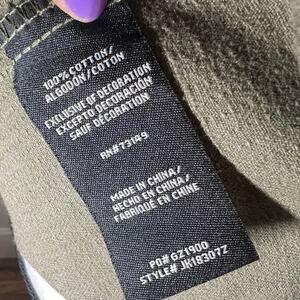 100% COTTON/
ALGODÓN/COTON
EXCLUSIVE OF DECORATION
EXCEPTO DECORACIÓN
SAUF DÉCORATION
RN#73199
MADE IN CHINA/
HECHO EN CHINA/
FABRIQUÉ EN CHINE
PO# GZ1900
STYLE# JK18307Z